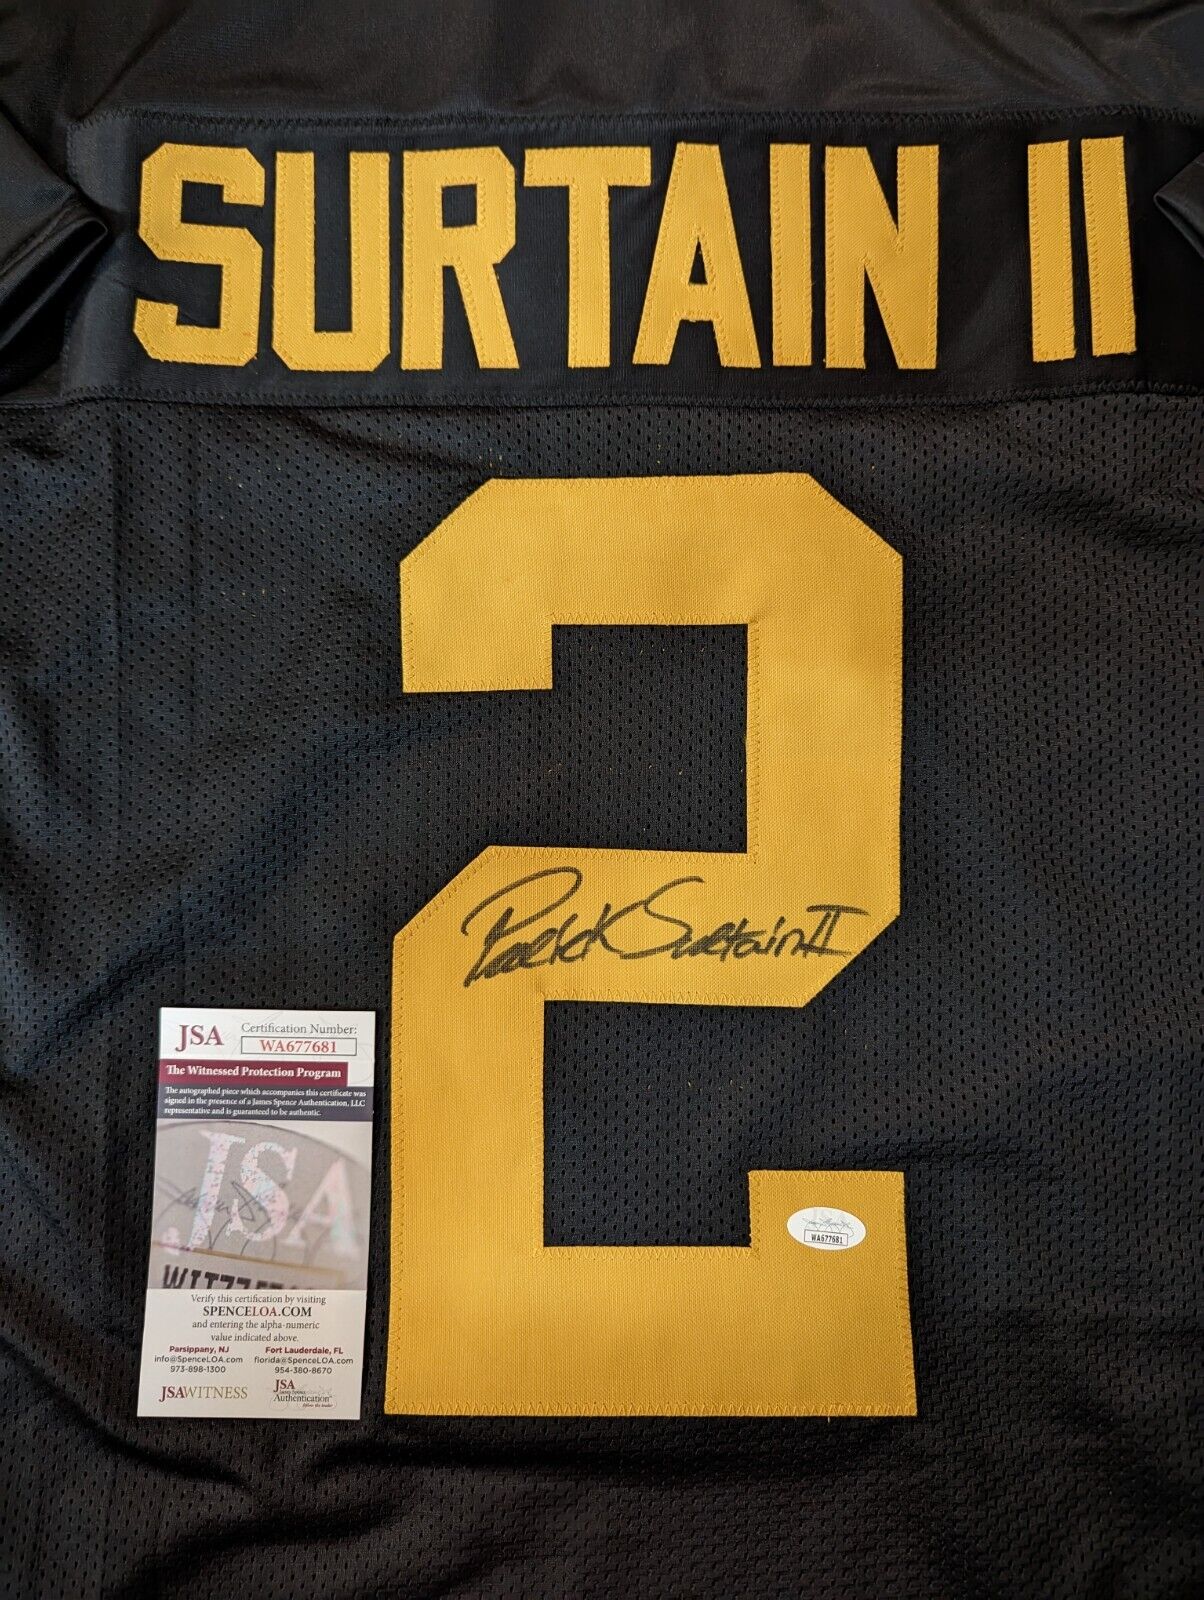 SURTAIN II
2
Patrick Surtain II
JSA
Certification Number:
WA677681
The Witnessed Protection Program
The autographed piece which accompanies this certificate was
signed in the presence of a James Spence Authentication, LLC
representative and is guaranteed to be authentic.
JSA
Verify this certification by visiting
SPENCELOA.COM
and entering the alpha-numeric
value indicated above.
Parsippany, NJ
info@SpenceLOA.com
973-898-1300
Fort Lauderdale, FL
florida@SpenceLOA.com
954-380-8670
JSAWITNESS
JSA
James Spence
Authentication
WA677681